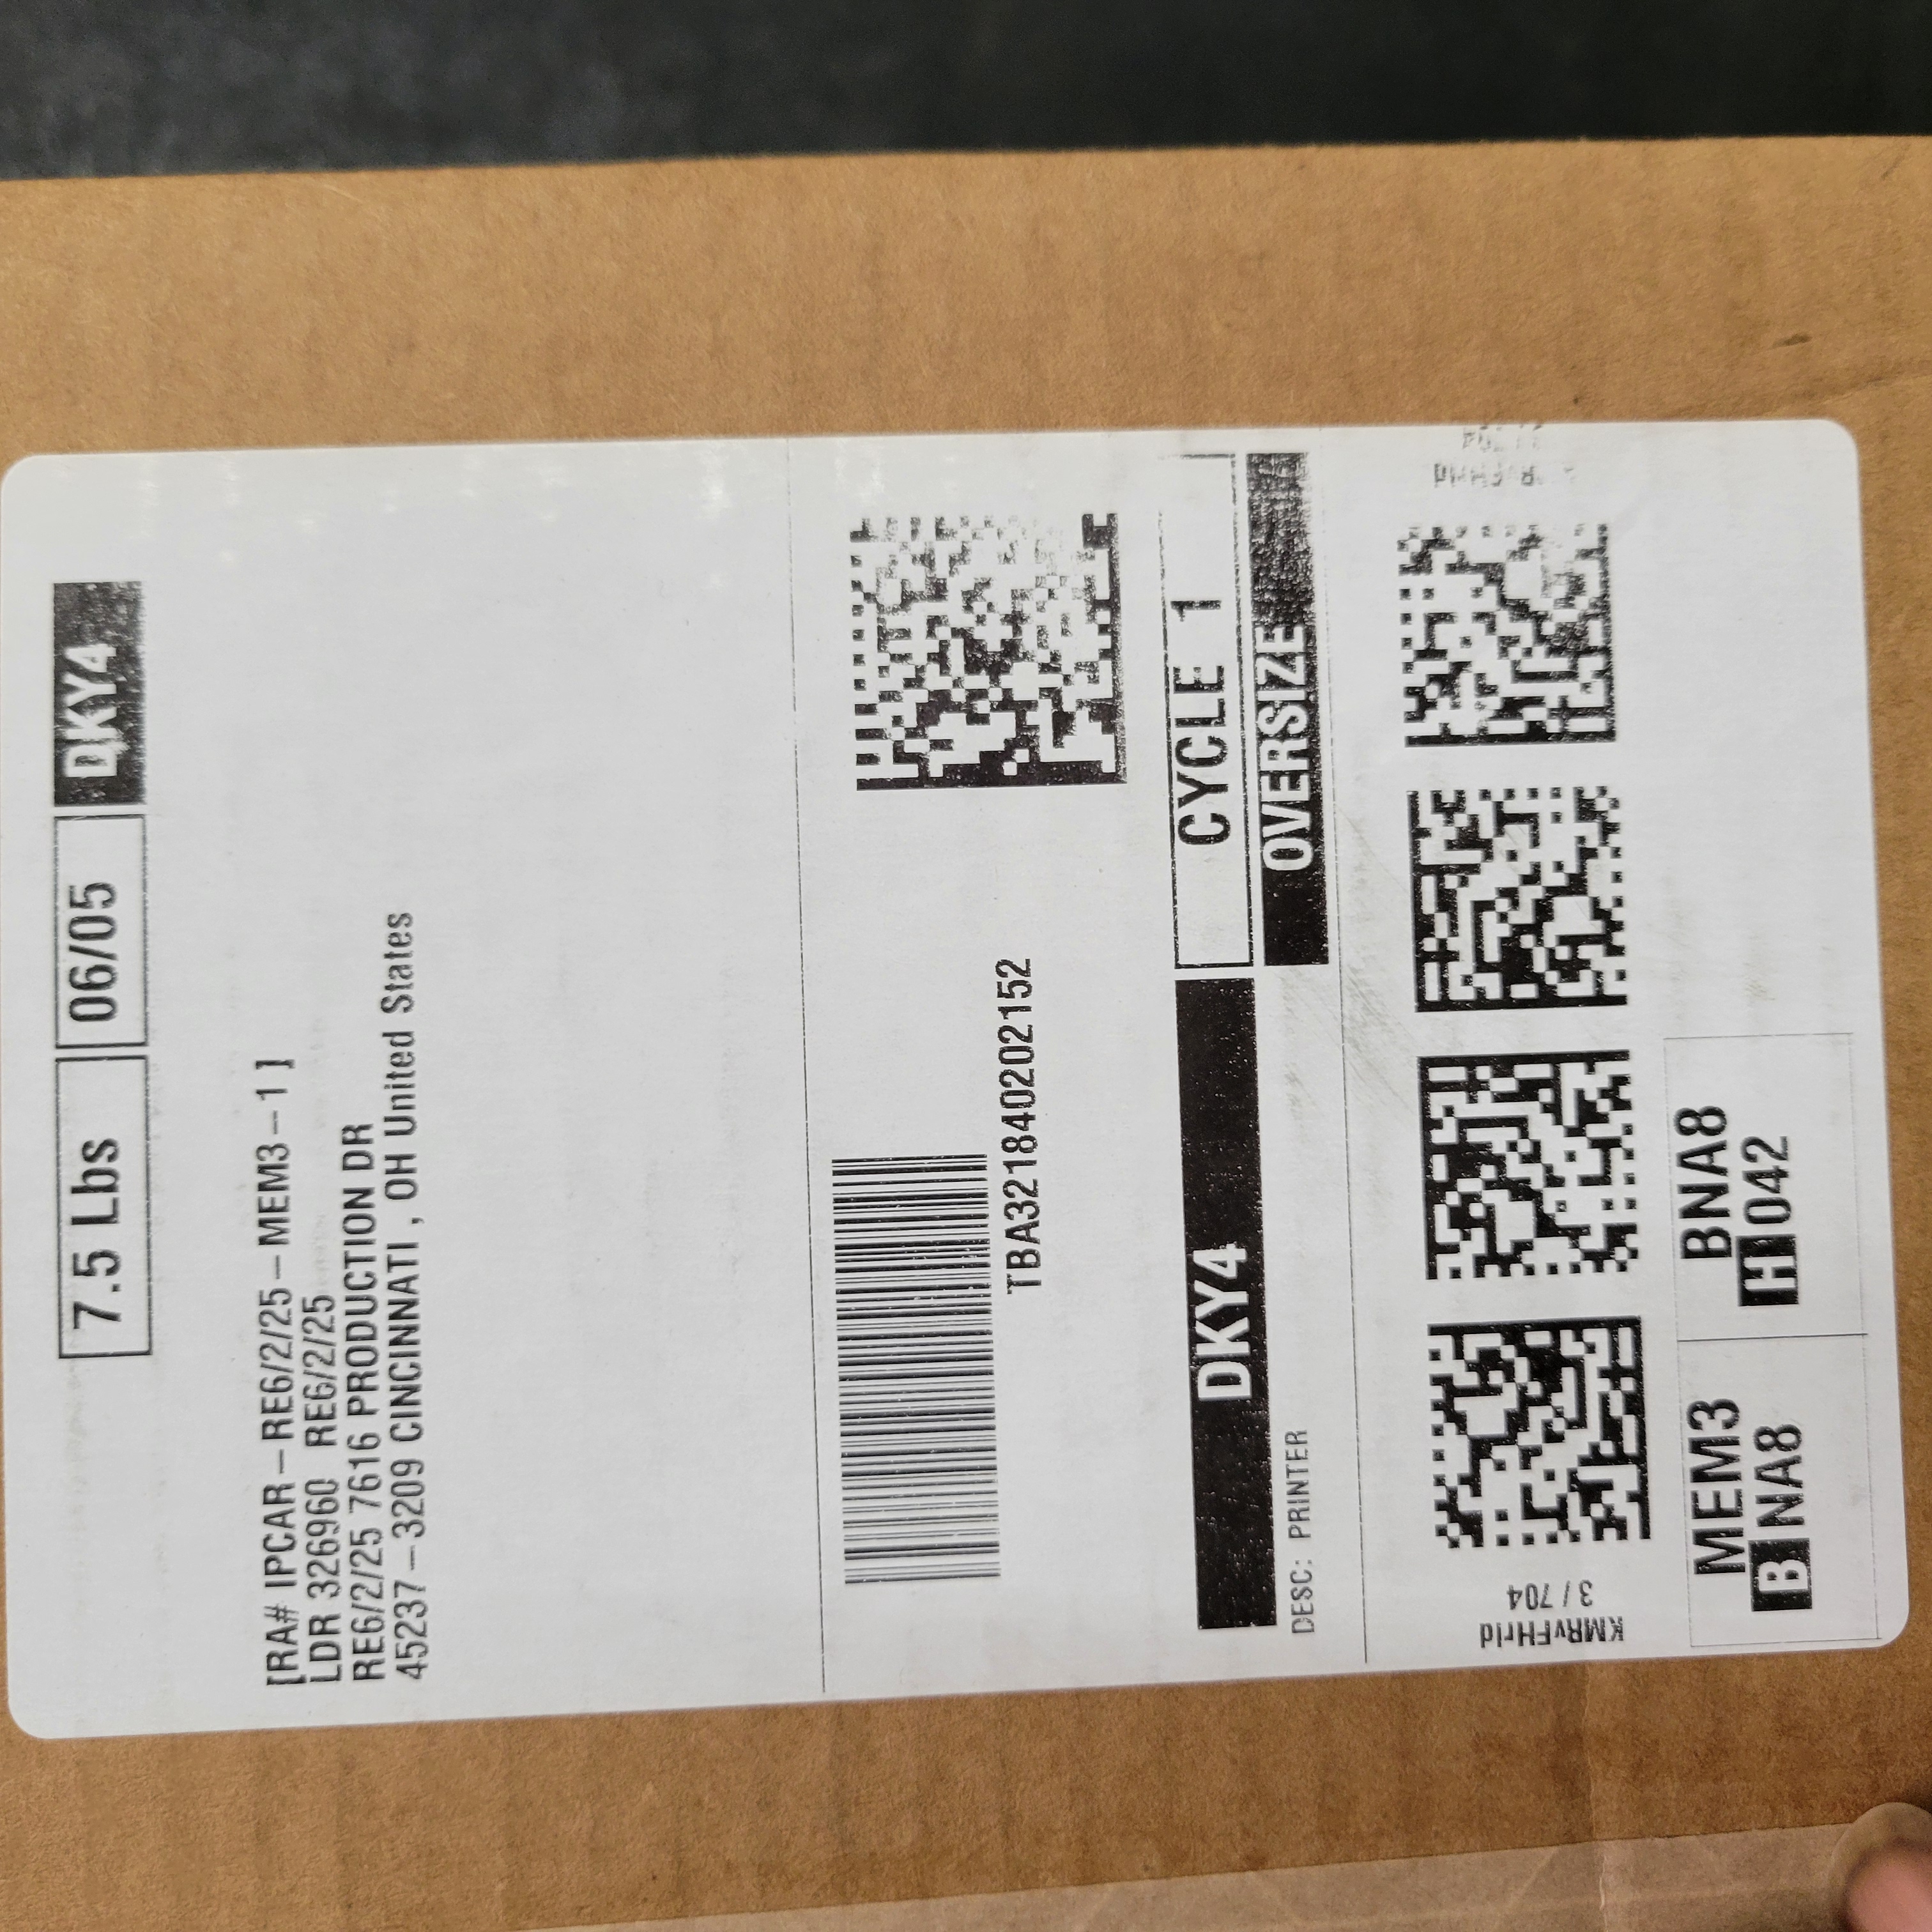 7.5 Lbs 06/05 DKY4
[RA# IPCAR-RE6/2/25-MEM3-1 ]
LDR 326960 RE6/2/25
RE6/2/25 7616 PRODUCTION DR
45237-3209 CINCINNATI , OH United States
TBA321840202152
DKY4
CYCLE 1
OVERSIZE
DESC: PRINTER
KMRvFHrld
3/704
MEM3
B NA8
BNA8
H 042